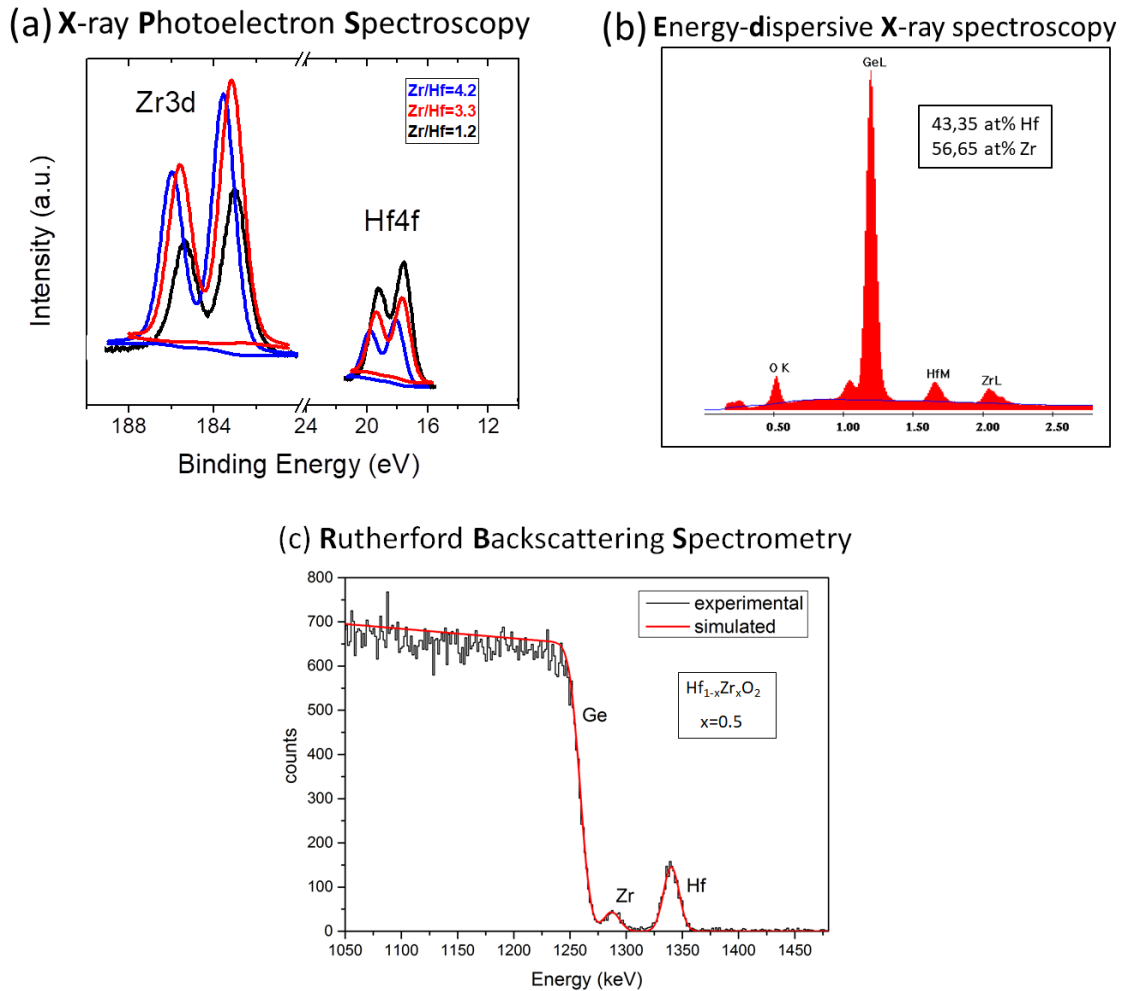 (a) X-ray Photoelectron Spectroscopy
Zr3d
Zr/Hf=4.2
Zr/Hf=3.3
Zr/Hf=1.2
Hf4f
Intensity (a.u.)
188 184 24 20 16 12
Binding Energy (eV)
(b) Energy-dispersive X-ray spectroscopy
GeL
43,35 at% Hf
56,65 at% Zr
O K
HfM
ZrL
0.50 1.00 1.50 2.00 2.50
(c) Rutherford Backscattering Spectrometry
800
700
600
500
400
300
200
100
0
counts
experimental
simulated
Hf₁₋ₓZrₓO₂
x=0.5
Ge
Zr
Hf
1050 1100 1150 1200 1250 1300 1350 1400 1450
Energy (keV)